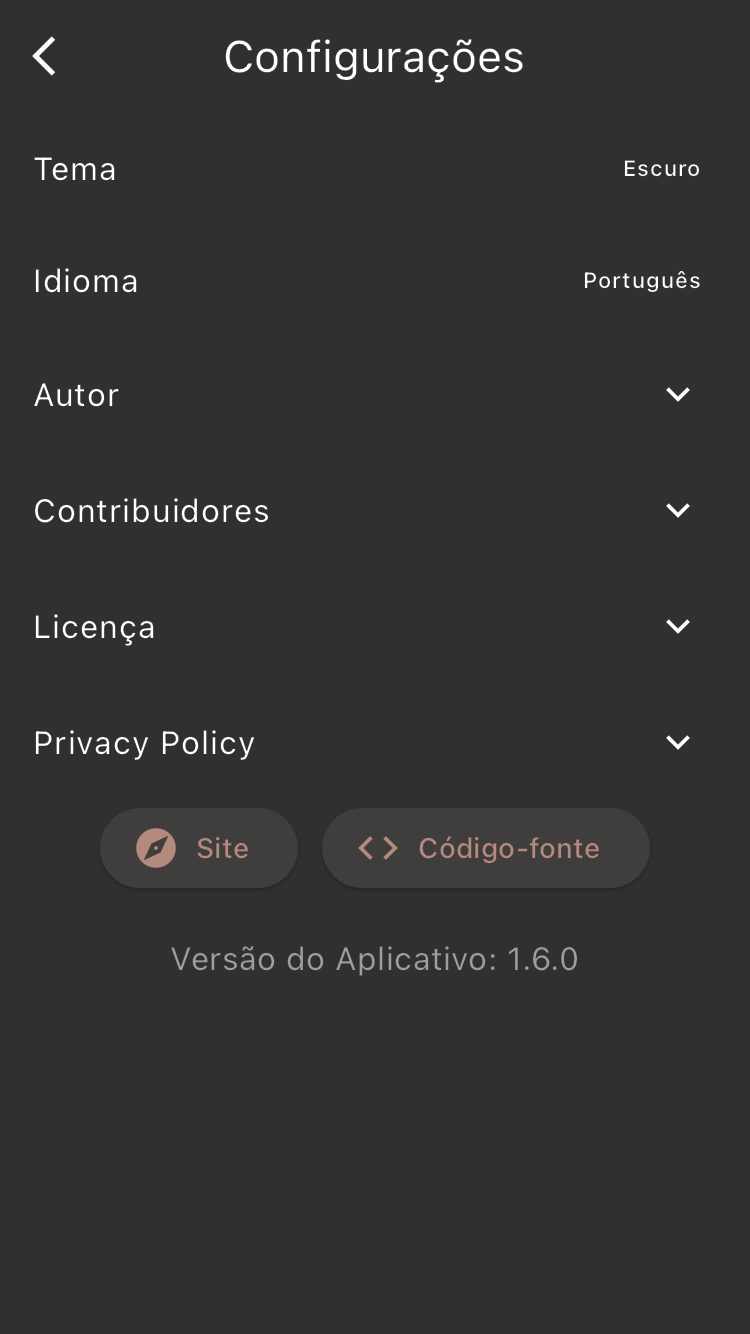 Configurações
Tema Escuro
Idioma Português
Autor
Contribuidores
Licença
Privacy Policy
Site Código-fonte
Versão do Aplicativo: 1.6.0